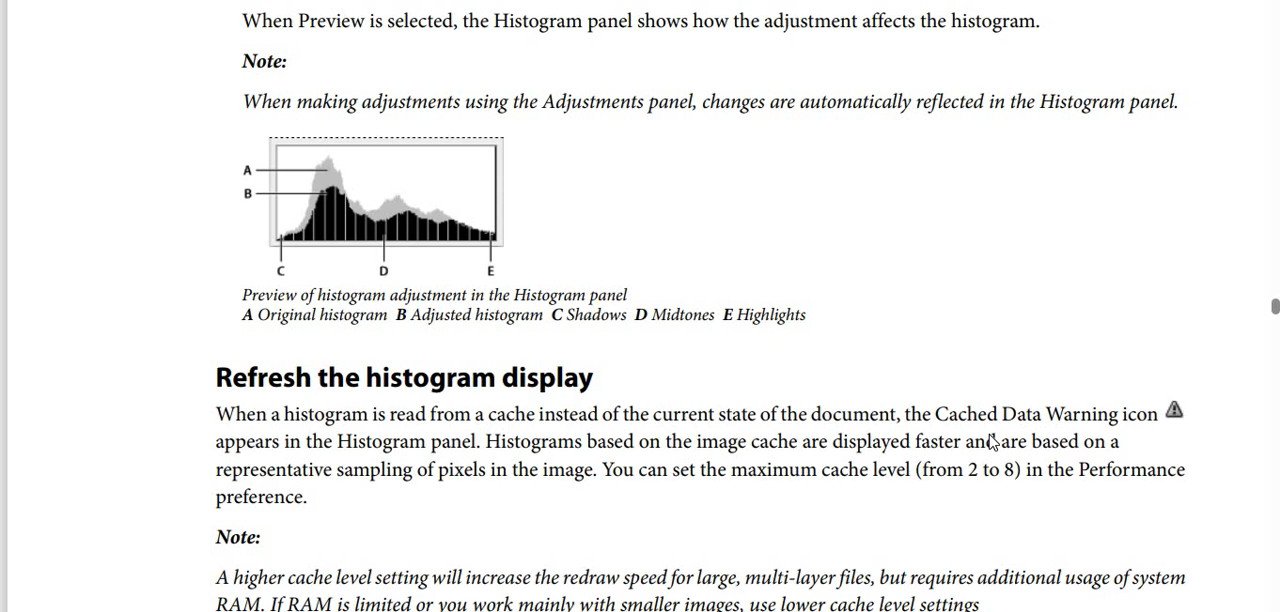 When Preview is selected, the Histogram panel shows how the adjustment affects the histogram.
Note:
When making adjustments using the Adjustments panel, changes are automatically reflected in the Histogram panel.
A
B
C D E
Preview of histogram adjustment in the Histogram panel
A Original histogram B Adjusted histogram C Shadows D Midtones E Highlights
Refresh the histogram display
When a histogram is read from a cache instead of the current state of the document, the Cached Data Warning icon
appears in the Histogram panel. Histograms based on the image cache are displayed faster and are based on a
representative sampling of pixels in the image. You can set the maximum cache level (from 2 to 8) in the Performance
preference.
Note:
A higher cache level setting will increase the redraw speed for large, multi-layer files, but requires additional usage of system
RAM. If RAM is limited or you work mainly with smaller images, use lower cache level settings